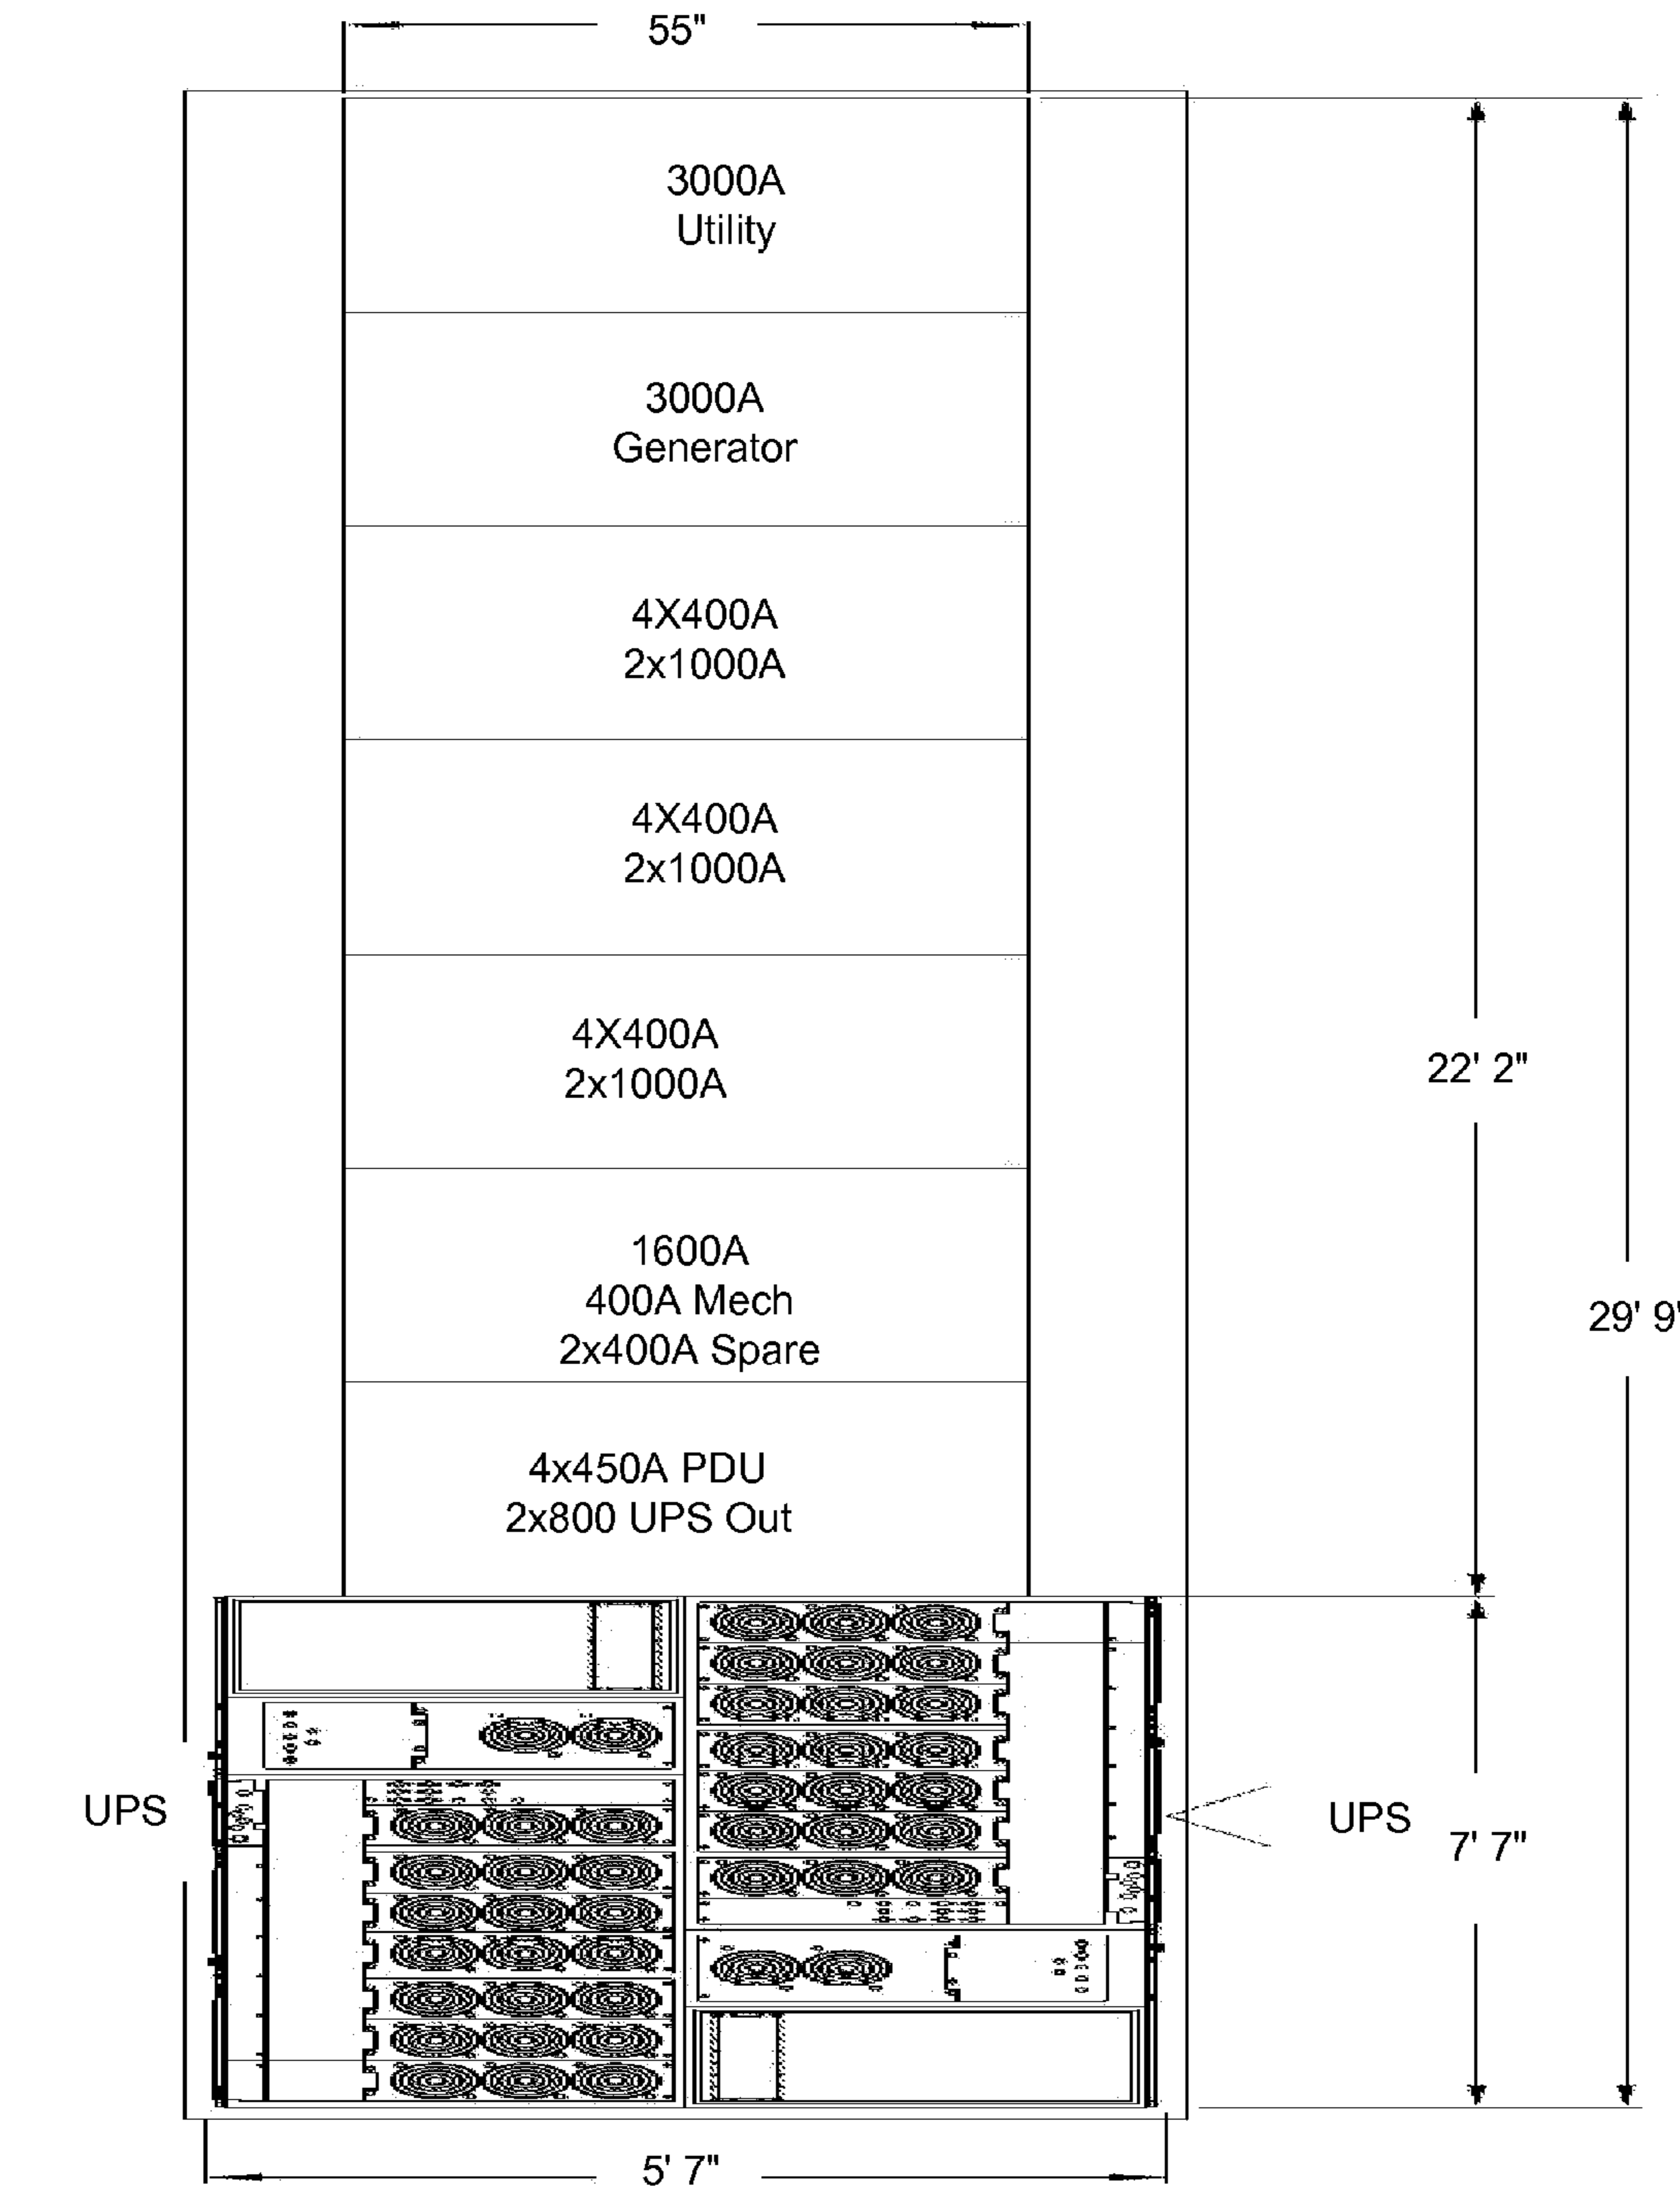 55"
3000A
Utility
3000A
Generator
4X400A
2x1000A
4X400A
2x1000A
4X400A
2x1000A
22' 2"
1600A
400A Mech
2x400A Spare
29' 9'
4x450A PDU
2x800 UPS Out
UPS
UPS
7' 7"
5' 7"